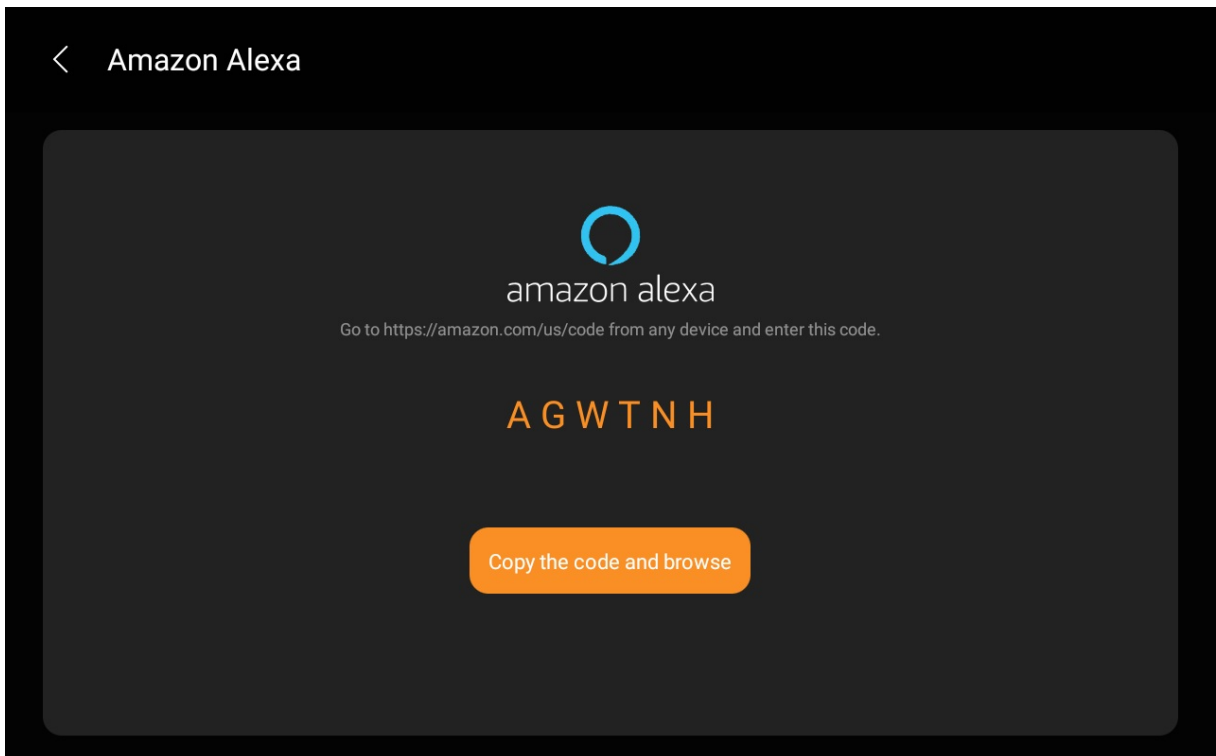 Amazon Alexa
amazon alexa
Go to https://amazon.com/us/code from any device and enter this code.
A G W T N H
Copy the code and browse